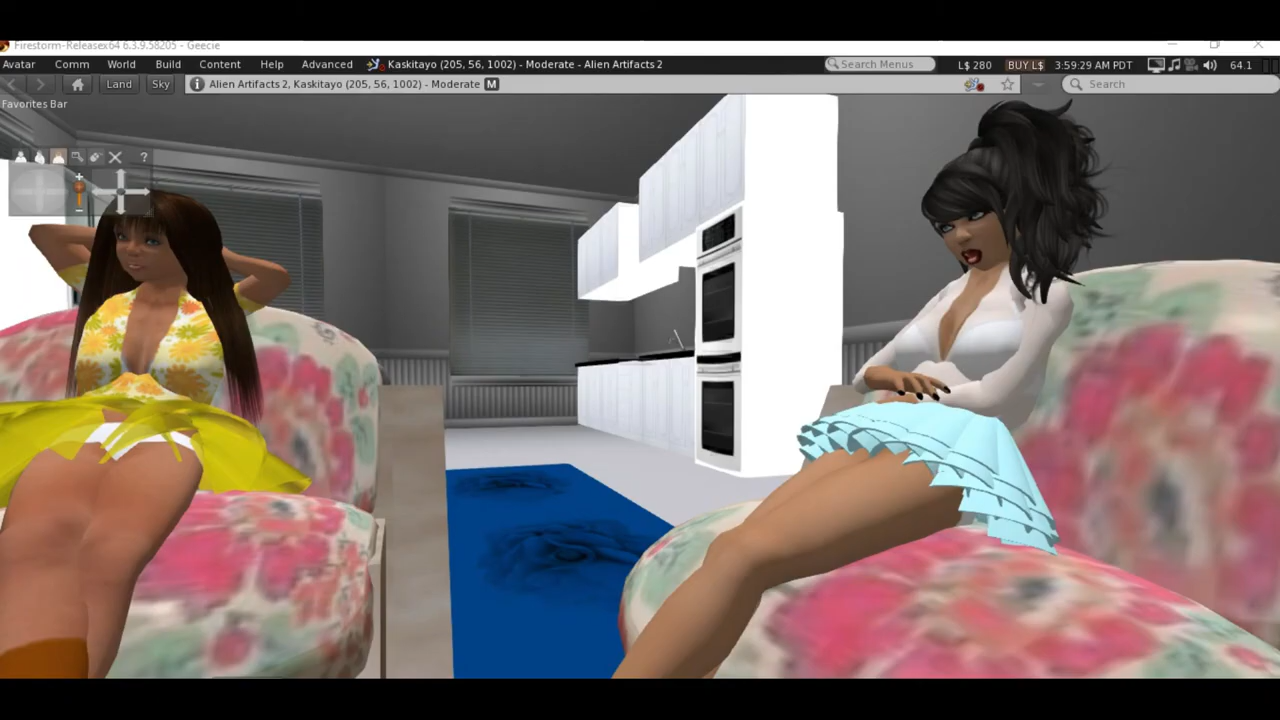 Firestorm-Releasex64 6.3.9.58205 - Geecie
Avatar Comm World Build Content Help Advanced Kaskitayo (205, 56, 1002) - Moderate - Alien Artifacts 2 Search Menus L$ 280 BUY L$ 3:59:29 AM PDT 64.1
Land Sky Alien Artifacts 2, Kaskitayo (205, 56, 1002) - Moderate M Search
Favorites Bar
?